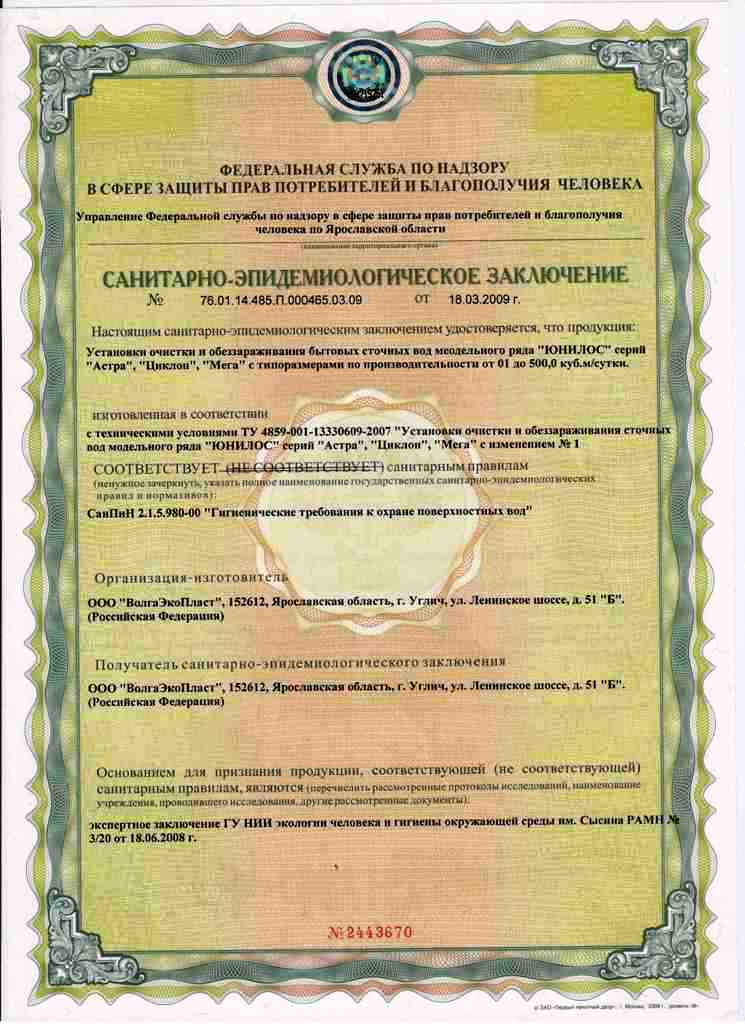 ФЕДЕРАЛЬНАЯ СЛУЖБА ПО НАДЗОРУ
В СФЕРЕ ЗАЩИТЫ ПРАВ ПОТРЕБИТЕЛЕЙ И БЛАГОПОЛУЧИЯ ЧЕЛОВЕКА
Управление Федеральной службы по надзору в сфере защиты прав потребителей и благополучия
человека по Ярославской области
(наименование территориального органа)
САНИТАРНО-ЭПИДЕМИОЛОГИЧЕСКОЕ ЗАКЛЮЧЕНИЕ
№ 76.01.14.485.П.000465.03.09 ОТ 18.03.2009 г.
Настоящим санитарно-эпидемиологическим заключением удостоверяется, что продукция:
Установки очистки и обеззараживания бытовых сточных вод меодельного ряда "ЮНИЛОС" серий
"Астра", "Циклон", "Мега" с типоразмерами по производительности от 01 до 500,0 куб.м/сутки.
изготовленная в соответствии
с техническими условиями ТУ 4859-001-13330609-2007 "Установки очистки и обеззараживания сточных
вод модельного ряда "ЮНИЛОС" серий "Астра", "Циклон", "Мега" с изменением № 1
СООТВЕТСТВУЕТ (НЕ СООТВЕТСТВУЕТ) санитарным правилам
(ненужное зачеркнуть, указать полное наименование государственных санитарно-эпидемиологических
правил и нормативов):
СанПиН 2.1.5.980-00 "Гигиенические требования к охране поверхностных вод"
Организация-изготовитель
ООО "ВолгаЭкоПласт", 152612, Ярославская область, г. Углич, ул. Ленинское шоссе, д. 51 "Б".
(Российская Федерация)
Получатель санитарно-эпидемиологического заключения
ООО "ВолгаЭкоПласт", 152612, Ярославская область, г. Углич, ул. Ленинское шоссе, д. 51 "Б".
(Российская Федерация)
Основанием для признания продукции, соответствующей (не соответствующей)
санитарным правилам, являются (перечислить рассмотренные протоколы исследований, наименование
учреждения, проводившего исследования, другие рассмотренные документы):
экспертное заключение ГУ НИИ экологии человека и гигиены окружающей среды им. Сысина РАМН №
3/20 от 18.06.2008 г.
№2443670
ЗАО «Первый печатный двор», г. Москва,